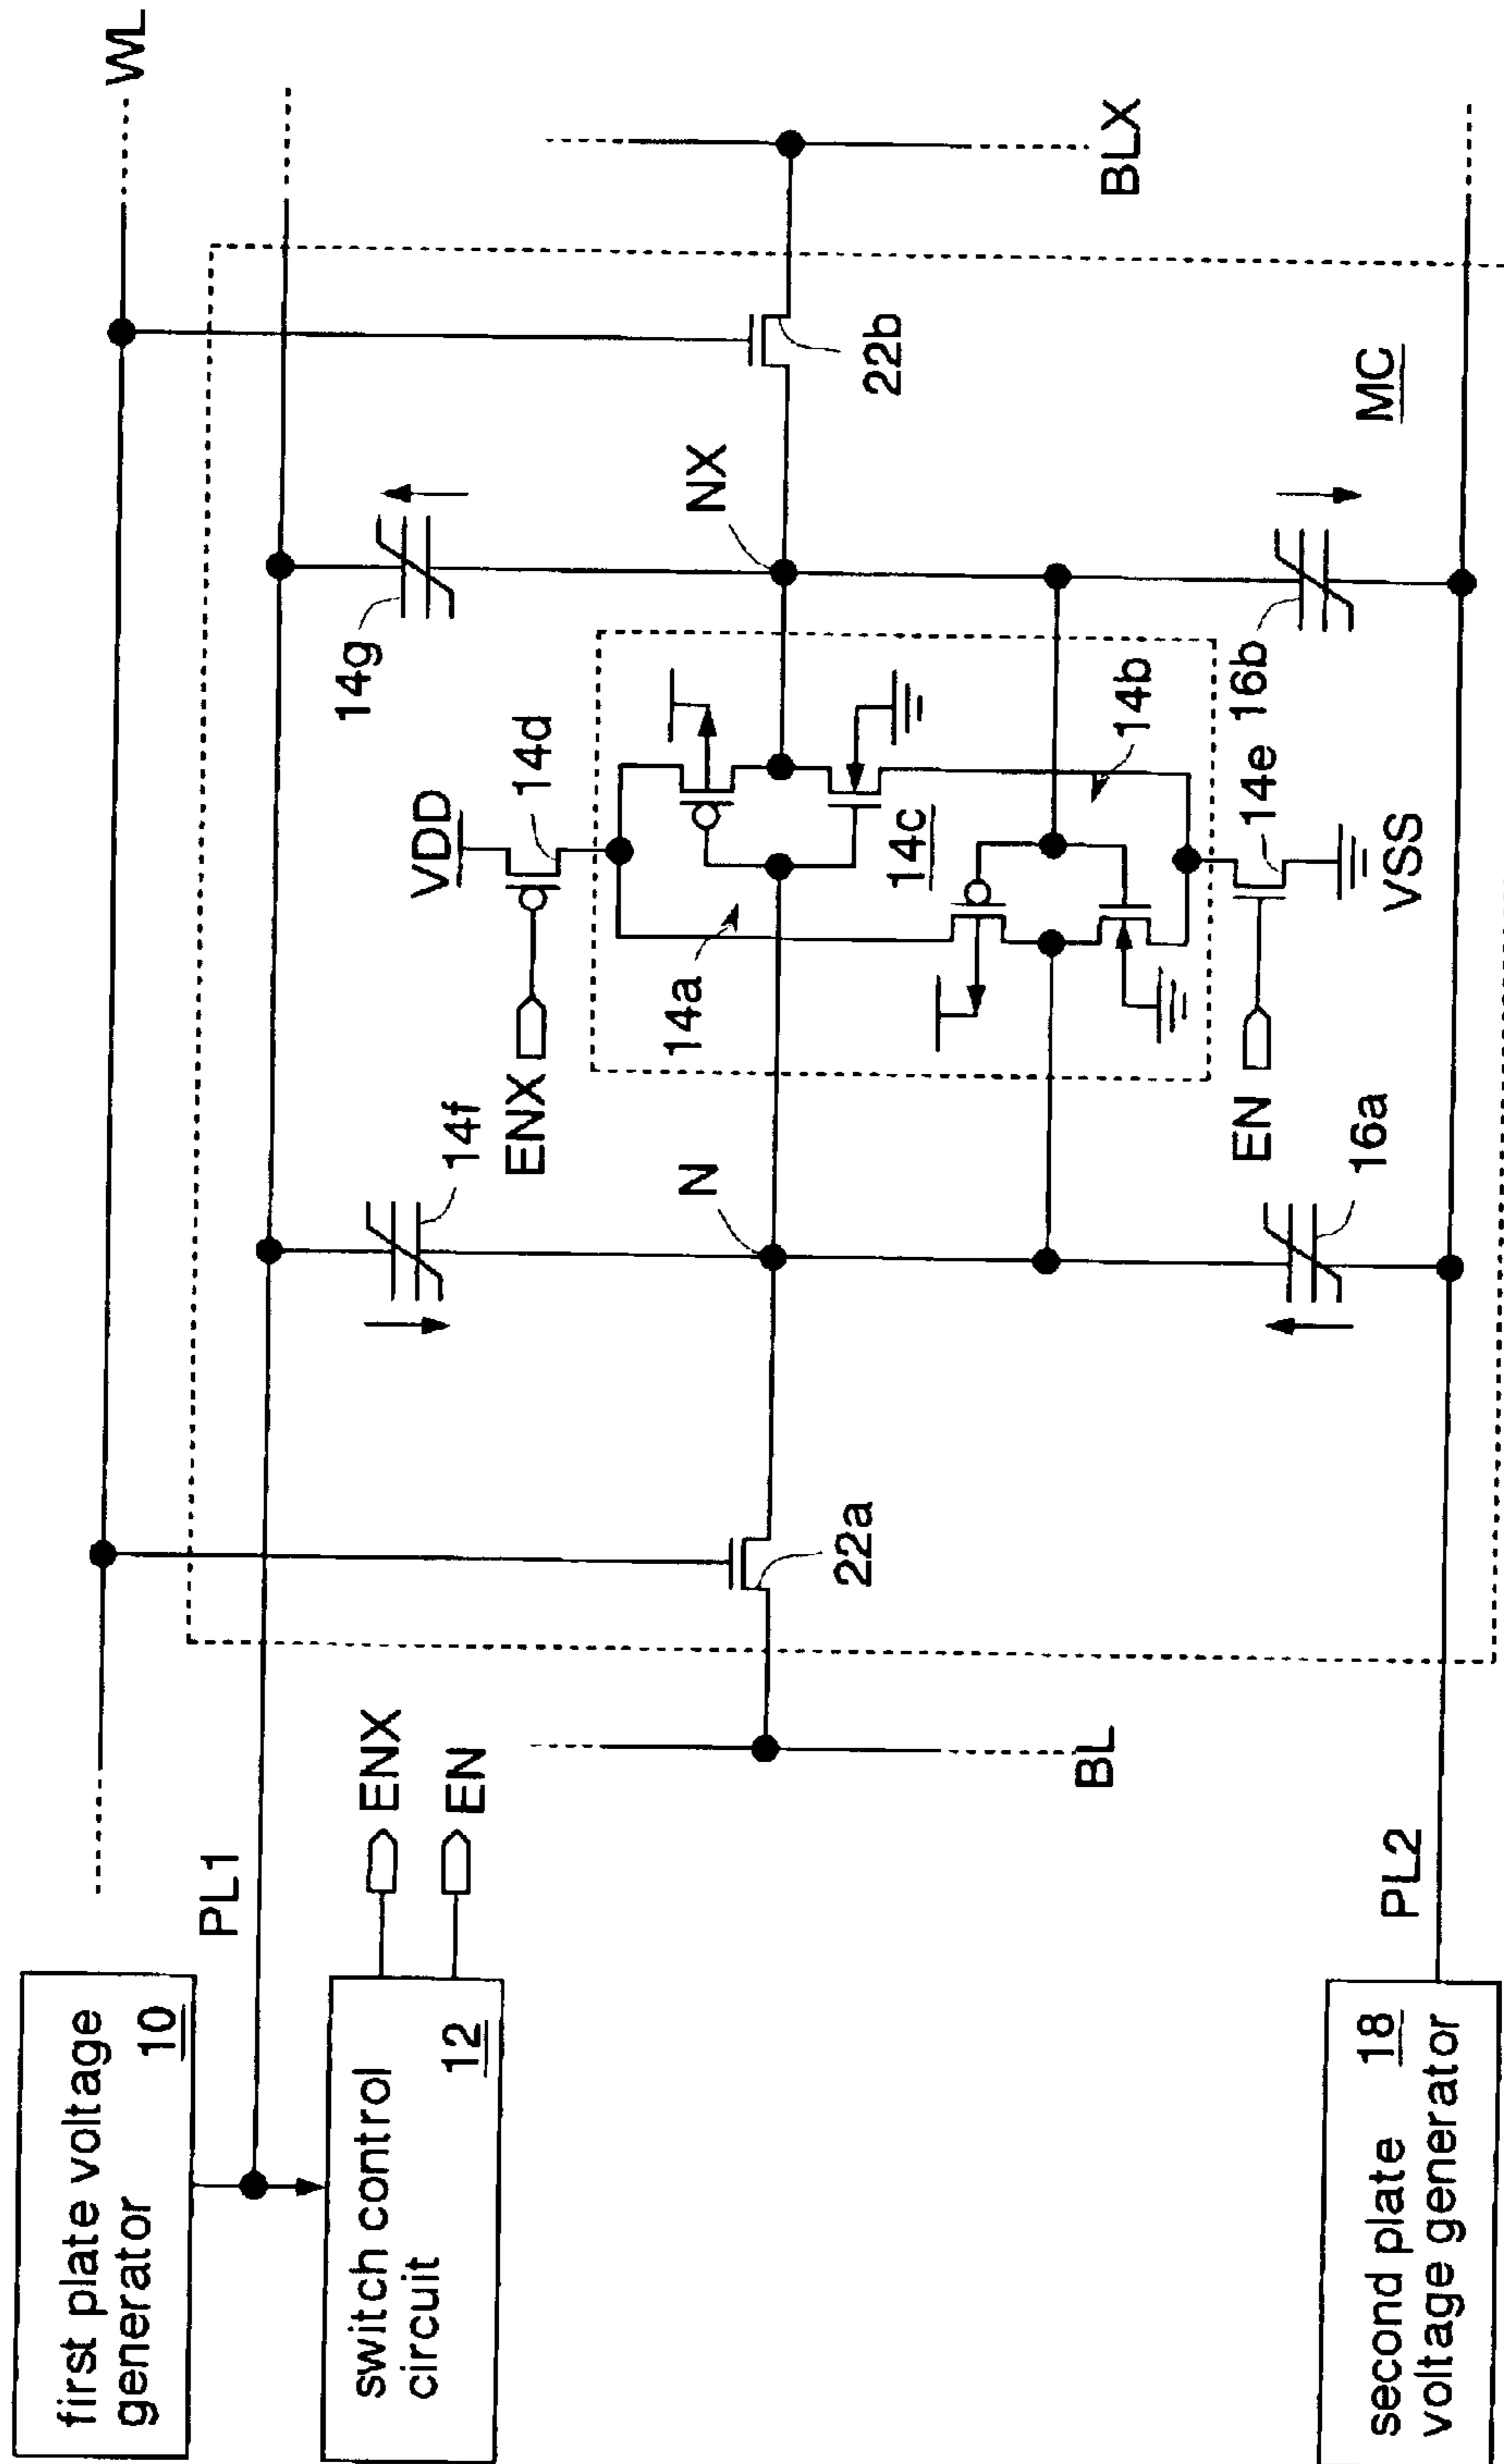 first plate voltage
generator 10
PL1
WL
switch control
circuit 12
ENX
EN
BL
BLX
22a
22b
N
NX
14f
14g
ENX
VDD
14d
14a
14c
14b
EN
14e
VSS
16a
16b
MC
second plate 18
voltage generator
PL2